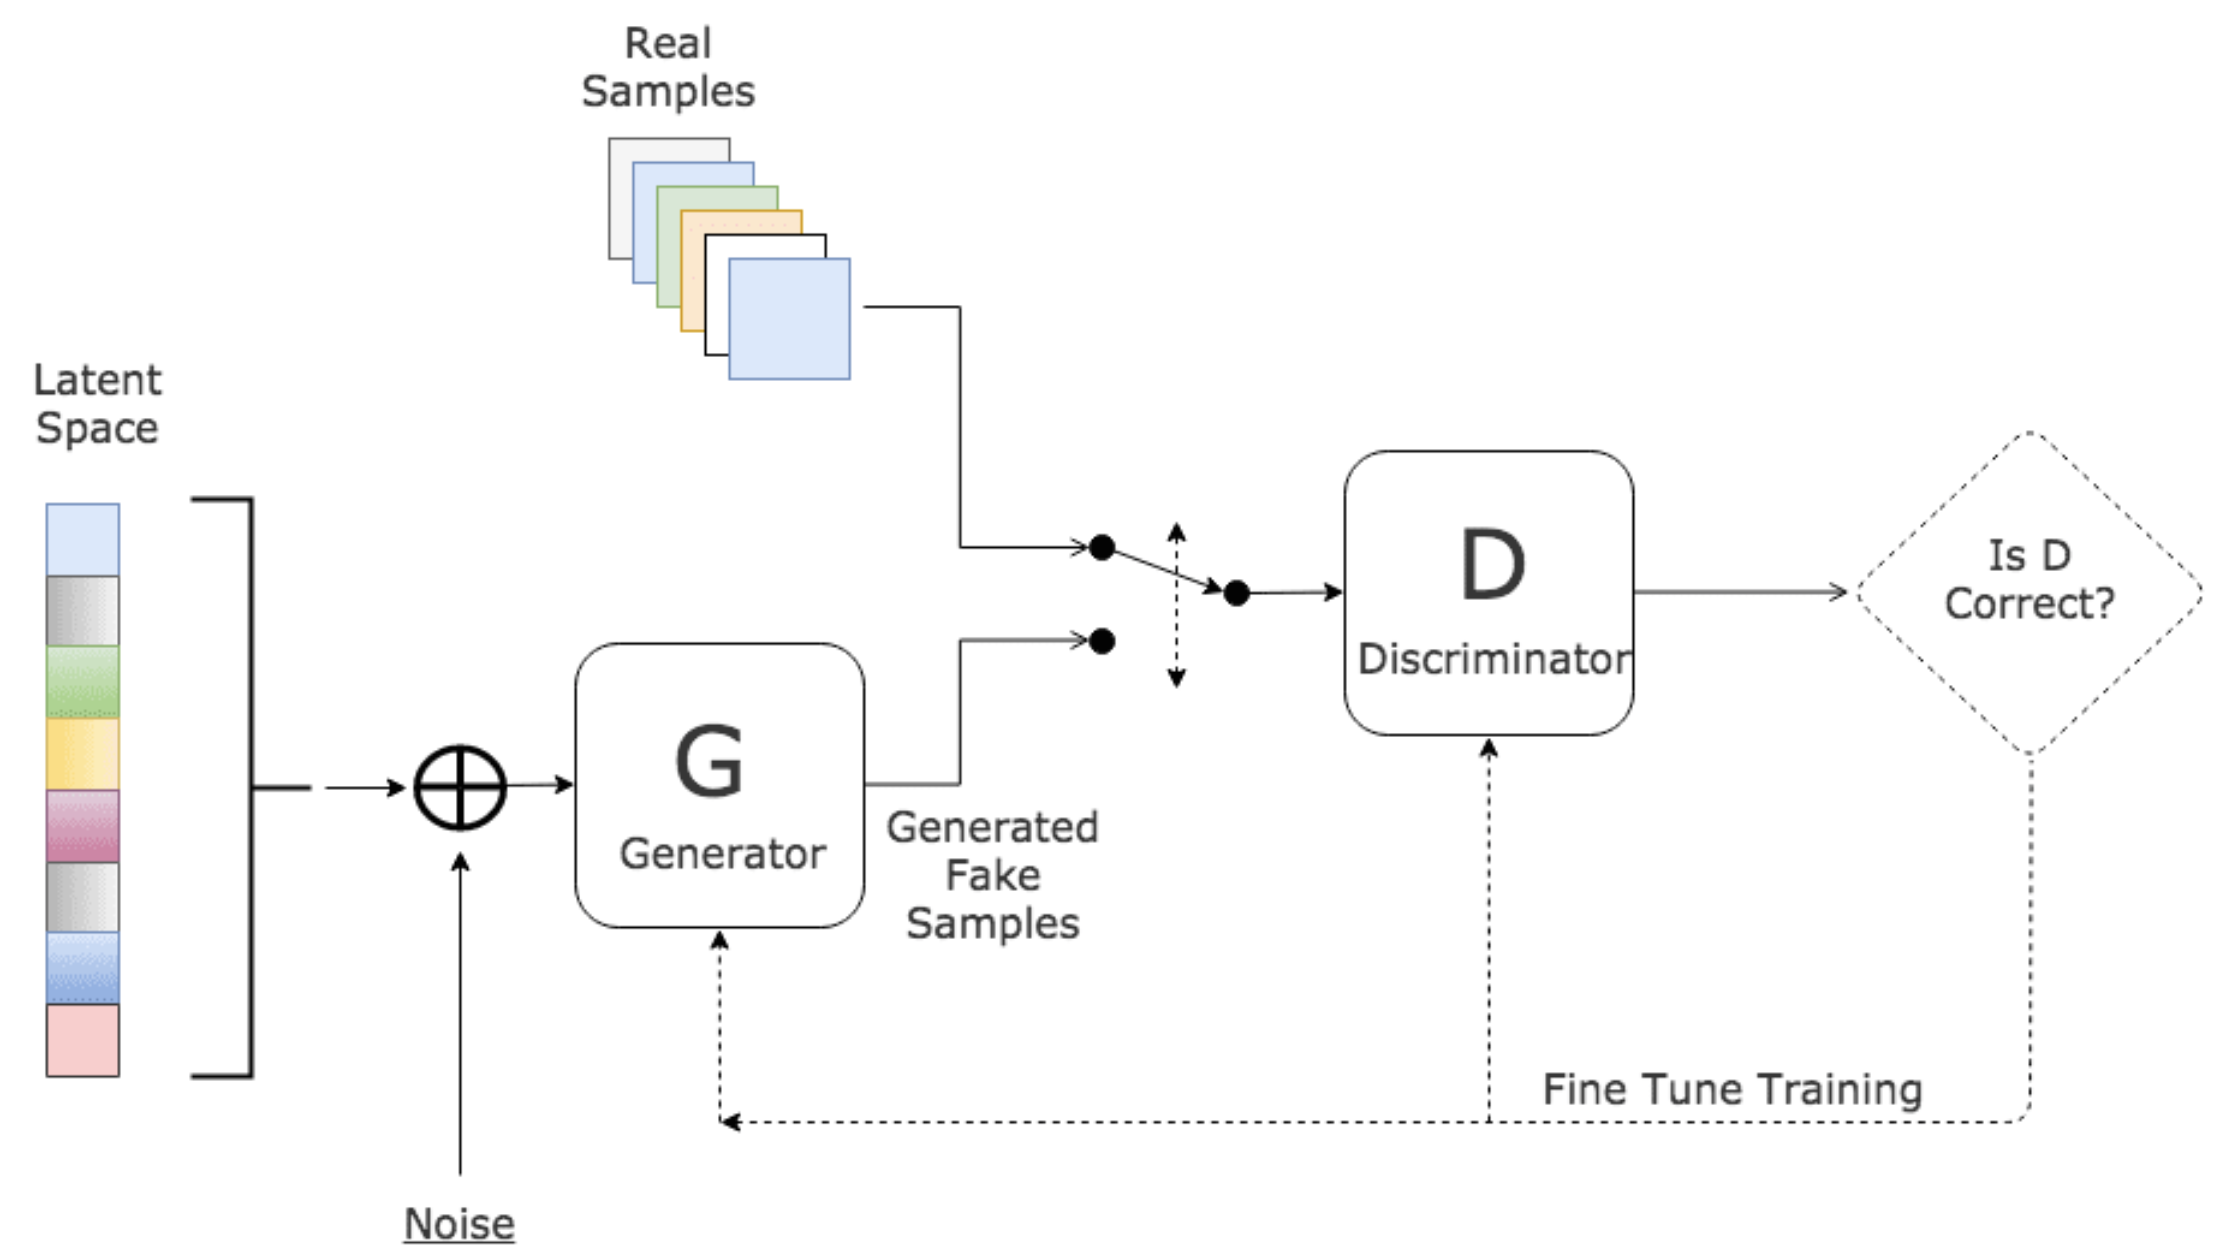 Real
Samples
Latent
Space
D
Discriminator
Is D
Correct?
G
Generator
Generated
Fake
Samples
Fine Tune Training
Noise